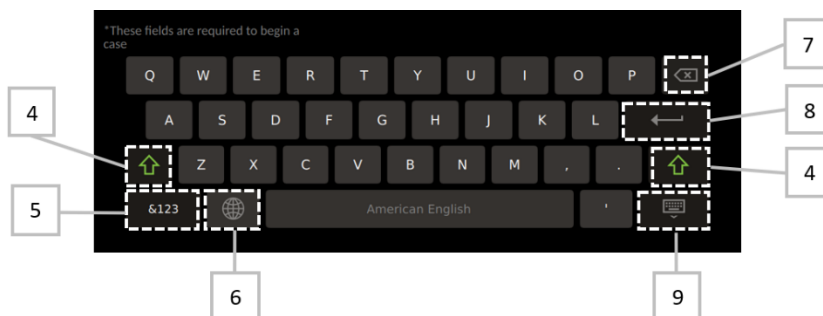 *These fields are required to begin a
case
7
Q W E R T Y U I O P
4
A S D F G H J K L
8
Z X C V B N M , .
4
5
&123
American English
'
6
9